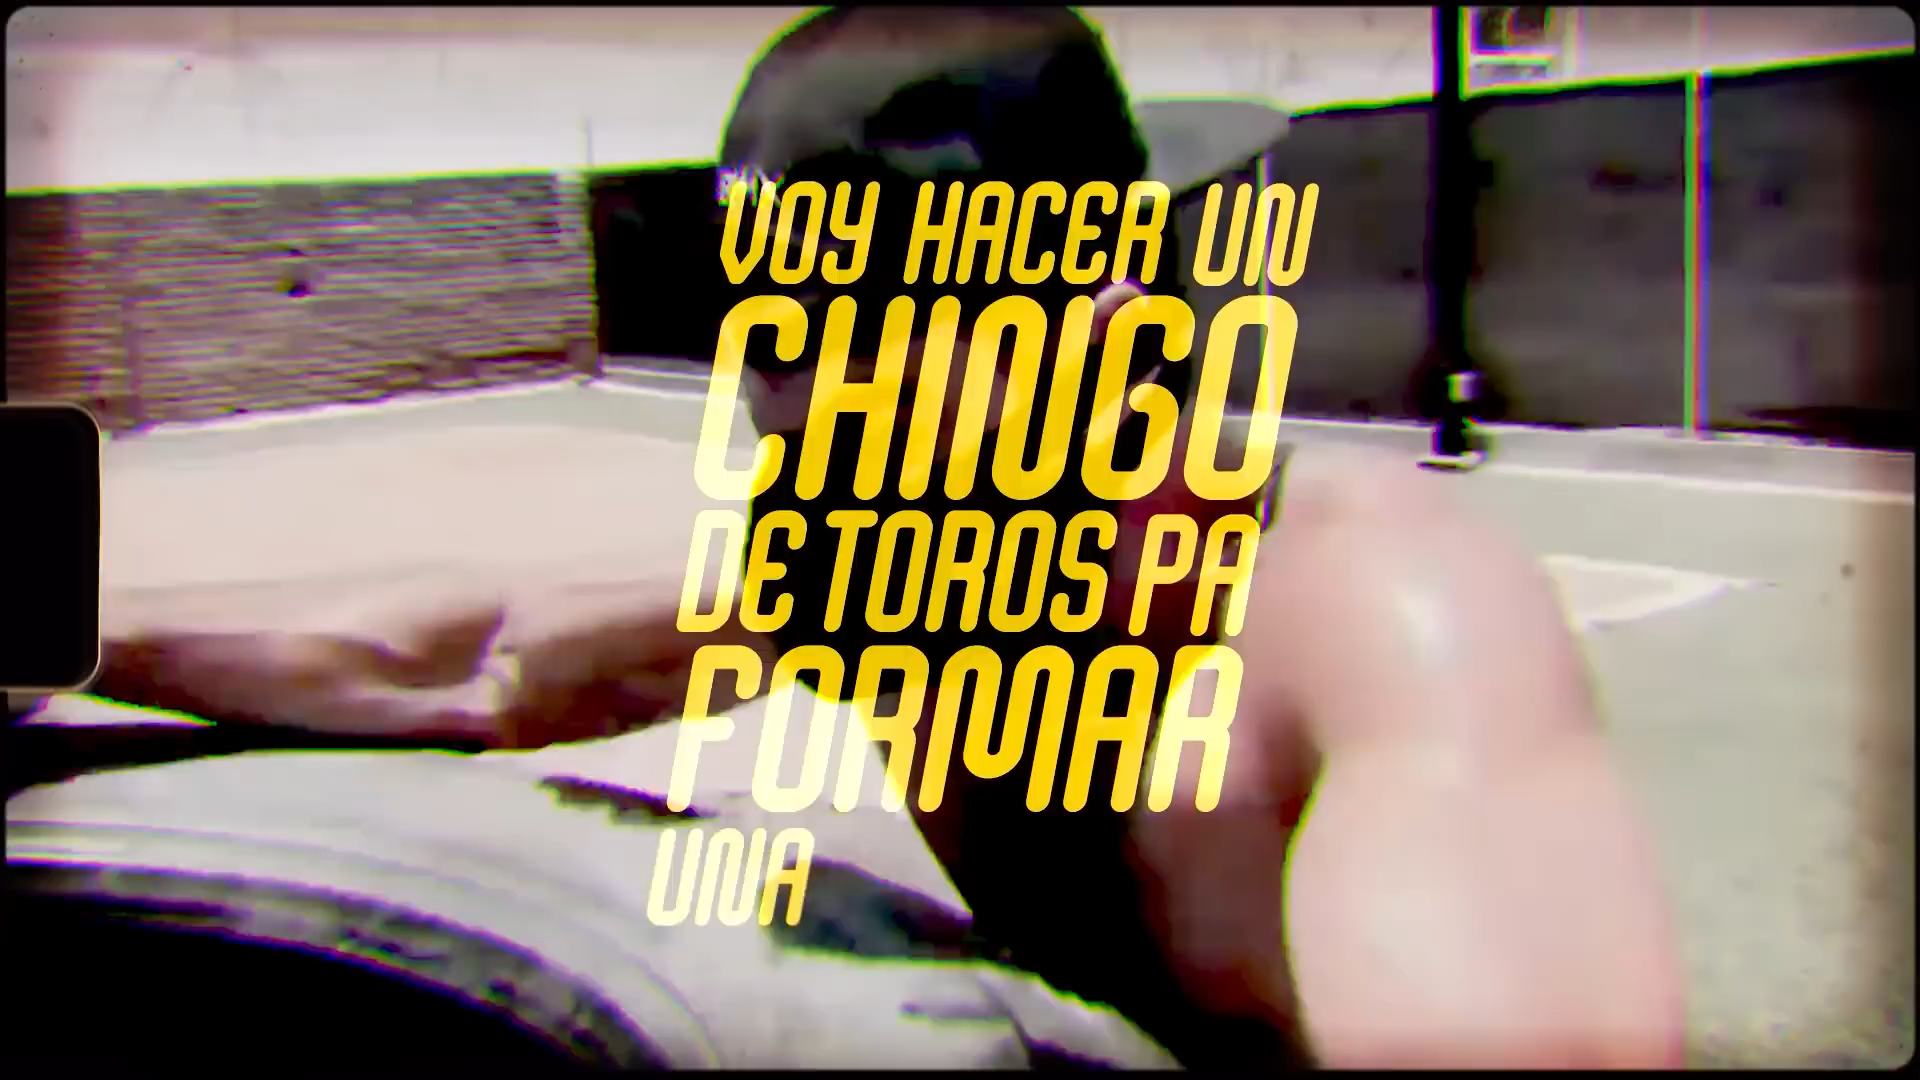 VOY HACER UN
CHINGO
DE TOROS PA
FORMAR
UNA